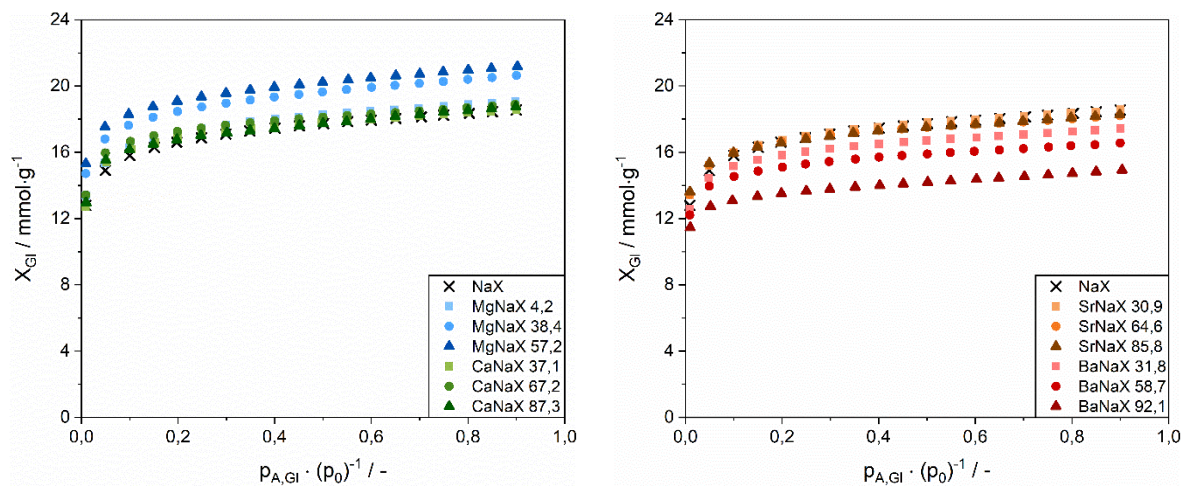 24
20
16
12
8
4
0
X_GI / mmol·g⁻¹
0,0 0,2 0,4 0,6 0,8 1,0
p_A,GI · (p_0)⁻¹ / -
NaX
MgNaX 4,2
MgNaX 38,4
MgNaX 57,2
CaNaX 37,1
CaNaX 67,2
CaNaX 87,3
24
20
16
12
8
4
0
X_GI / mmol·g⁻¹
0,0 0,2 0,4 0,6 0,8 1,0
p_A,GI · (p_0)⁻¹ / -
NaX
SrNaX 30,9
SrNaX 64,6
SrNaX 85,8
BaNaX 31,8
BaNaX 58,7
BaNaX 92,1